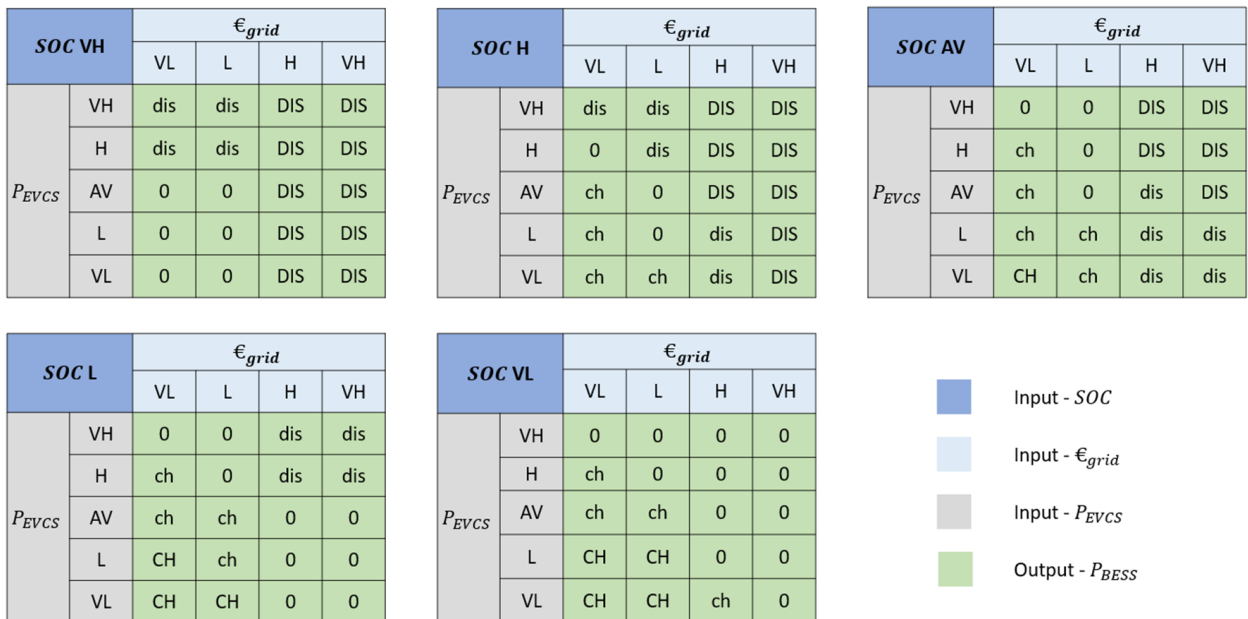 SOC VH €grid
VL L H VH
PEVCS
VH dis dis DIS DIS
H dis dis DIS DIS
AV 0 0 DIS DIS
L 0 0 DIS DIS
VL 0 0 DIS DIS
SOC H €grid
VL L H VH
PEVCS
VH dis dis DIS DIS
H 0 dis DIS DIS
AV ch 0 DIS DIS
L ch 0 dis DIS
VL ch ch dis DIS
SOC AV €grid
VL L H VH
PEVCS
VH 0 0 DIS DIS
H ch 0 DIS DIS
AV ch 0 dis DIS
L ch ch dis dis
VL CH ch dis dis
SOC L €grid
VL L H VH
PEVCS
VH 0 0 dis dis
H ch 0 dis dis
AV ch ch 0 0
L CH ch 0 0
VL CH CH 0 0
SOC VL €grid
VL L H VH
PEVCS
VH 0 0 0 0
H ch 0 0 0
AV ch ch 0 0
L CH CH 0 0
VL CH CH ch 0
Input - SOC
Input - €grid
Input - PEVCS
Output - PBESS